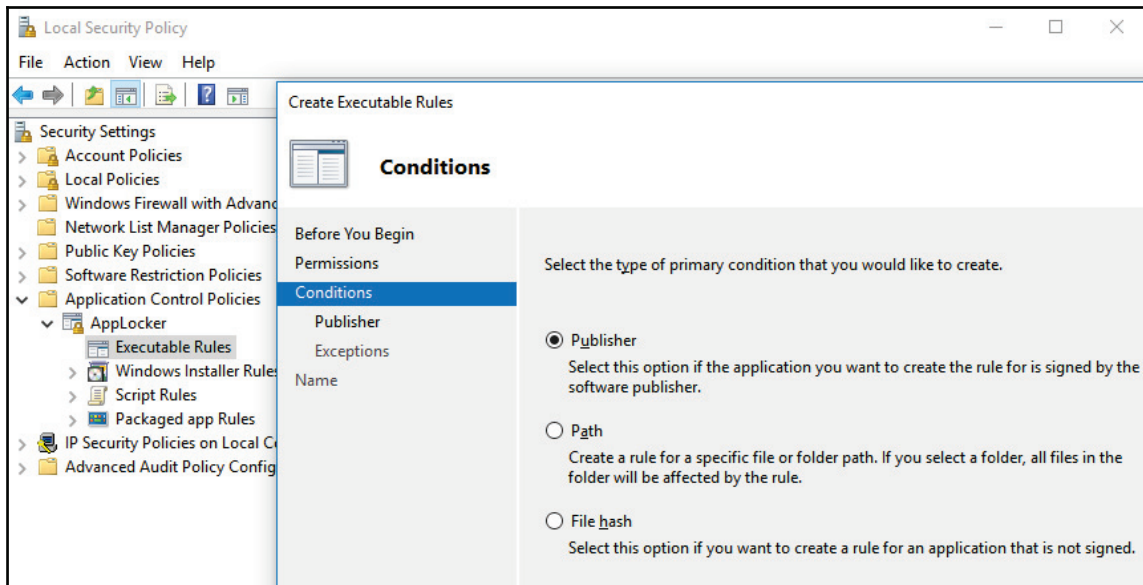 Local Security Policy
File Action View Help
Create Executable Rules
Security Settings
Account Policies
Local Policies
Windows Firewall with Advanc
Network List Manager Policies
Public Key Policies
Software Restriction Policies
Application Control Policies
AppLocker
Executable Rules
Windows Installer Rules
Script Rules
Packaged app Rules
IP Security Policies on Local C
Advanced Audit Policy Config
Conditions
Before You Begin
Permissions
Conditions
Publisher
Exceptions
Name
Select the type of primary condition that you would like to create.
Publisher
Select this option if the application you want to create the rule for is signed by the
software publisher.
Path
Create a rule for a specific file or folder path. If you select a folder, all files in the
folder will be affected by the rule.
File hash
Select this option if you want to create a rule for an application that is not signed.